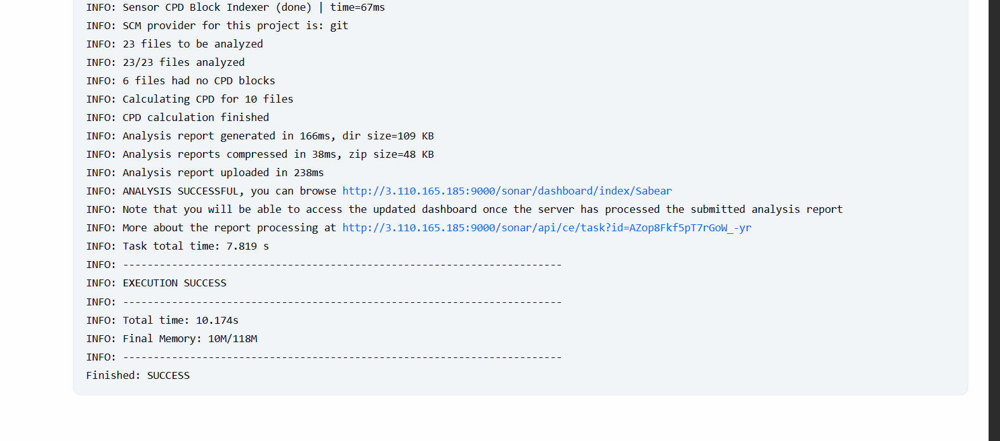 INFO: Sensor CPD Block Indexer (done) | time=67ms
INFO: SCM provider for this project is: git
INFO: 23 files to be analyzed
INFO: 23/23 files analyzed
INFO: 6 files had no CPD blocks
INFO: Calculating CPD for 10 files
INFO: CPD calculation finished
INFO: Analysis report generated in 166ms, dir size=109 KB
INFO: Analysis reports compressed in 38ms, zip size=48 KB
INFO: Analysis report uploaded in 238ms
INFO: ANALYSIS SUCCESSFUL, you can browse http://3.110.165.185:9000/sonar/dashboard/index/Sabear
INFO: Note that you will be able to access the updated dashboard once the server has processed the submitted analysis report
INFO: More about the report processing at http://3.110.165.185:9000/sonar/api/ce/task?id=AZop8Fkf5pT7rGoW_-yr
INFO: Task total time: 7.819 s
INFO: ------------------------------------------------------------------------
INFO: EXECUTION SUCCESS
INFO: ------------------------------------------------------------------------
INFO: Total time: 10.174s
INFO: Final Memory: 10M/118M
INFO: ------------------------------------------------------------------------
Finished: SUCCESS